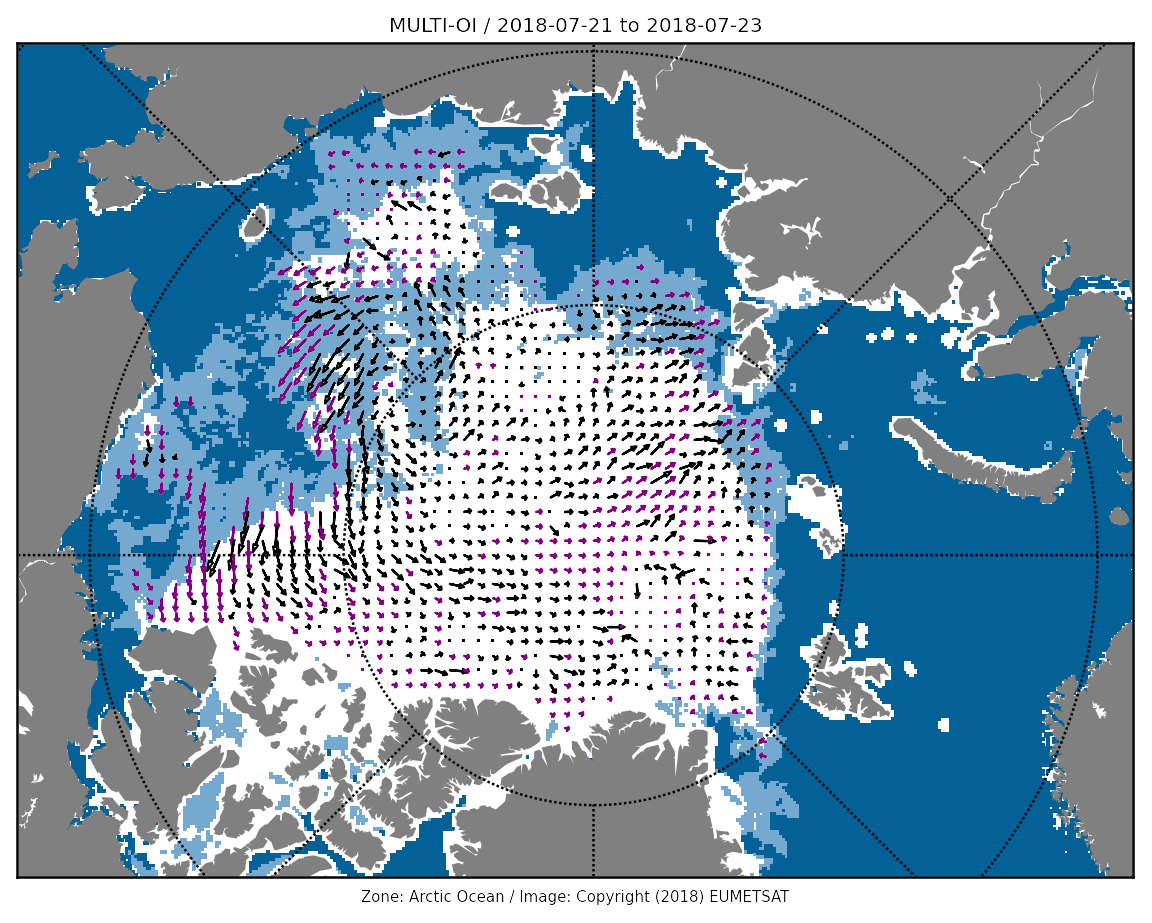 MULTI-OI / 2018-07-21 to 2018-07-23
Zone: Arctic Ocean / Image: Copyright (2018) EUMETSAT